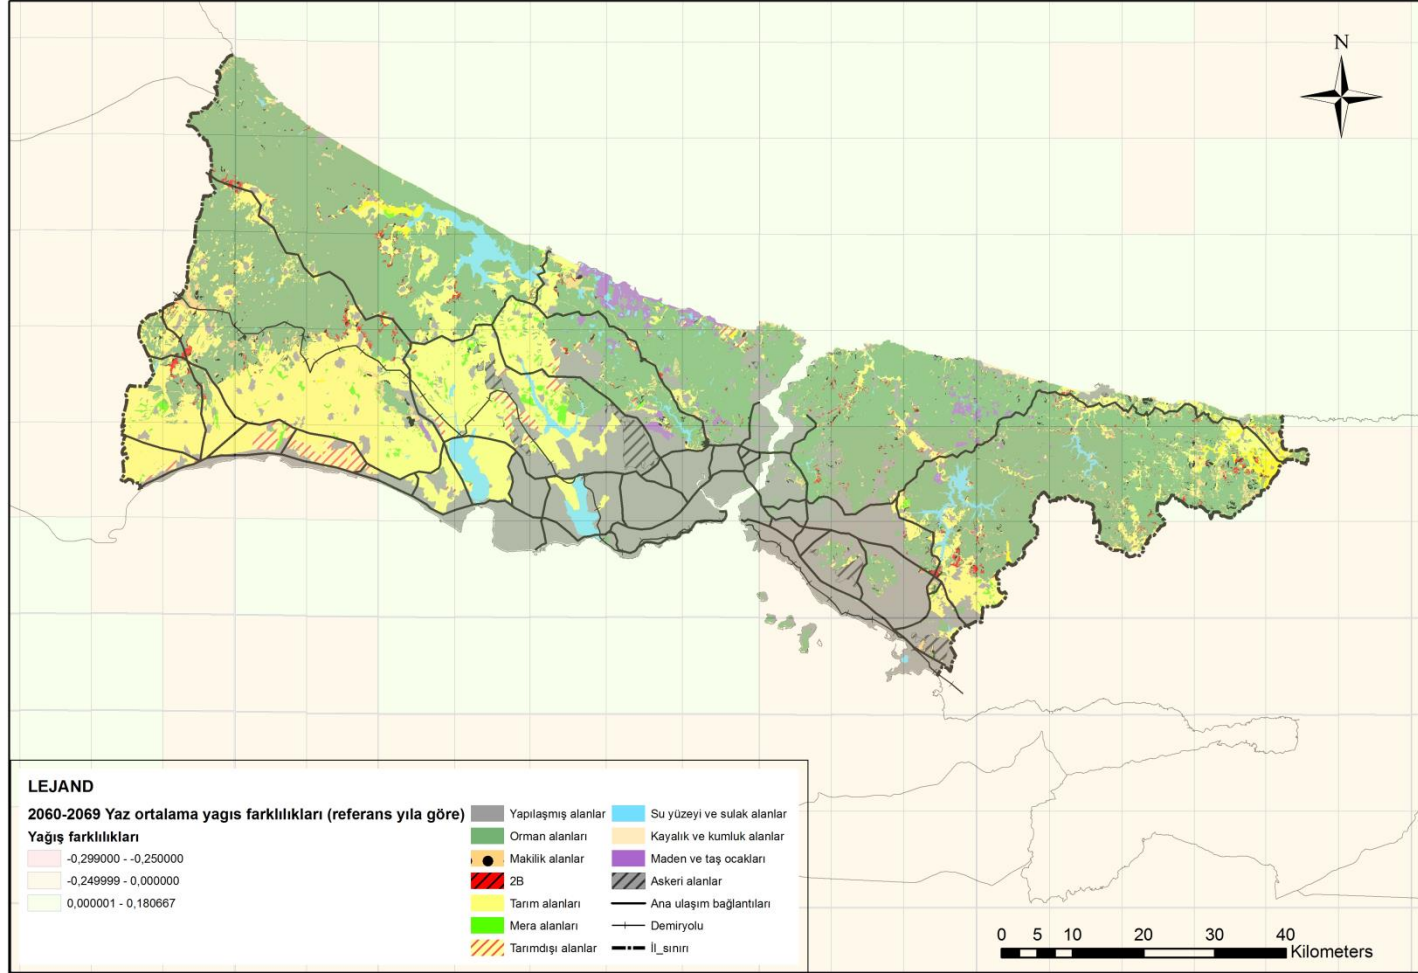 N
LEJAND
2060-2069 Yaz ortalama yagıs farklılıkları (referans yıla göre)
Yağış farklılıkları
-0,299000 - -0,250000
-0,249999 - 0,000000
0,000001 - 0,180667
Yapılaşmış alanlar
Orman alanları
Makilik alanlar
2B
Tarım alanları
Mera alanları
Tarımdışı alanlar
Su yüzeyi ve sulak alanlar
Kayalık ve kumluk alanlar
Maden ve taş ocakları
Askeri alanlar
Ana ulaşım bağlantıları
Demiryolu
İl_sınırı
0 5 10 20 30 40
Kilometers